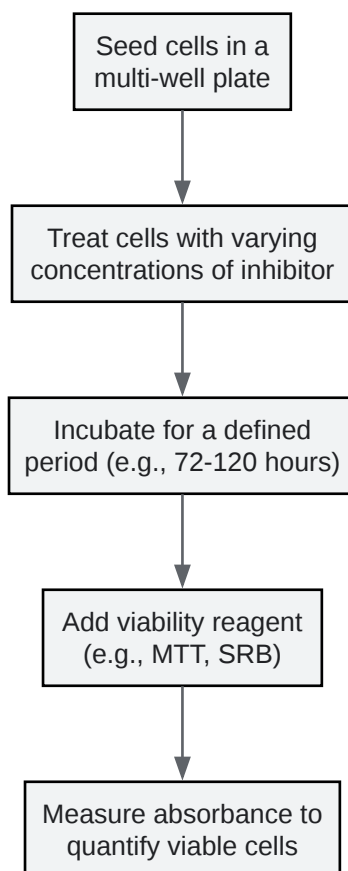 Seed cells in a
multi-well plate
Treat cells with varying
concentrations of inhibitor
Incubate for a defined
period (e.g., 72-120 hours)
Add viability reagent
(e.g., MTT, SRB)
Measure absorbance to
quantify viable cells